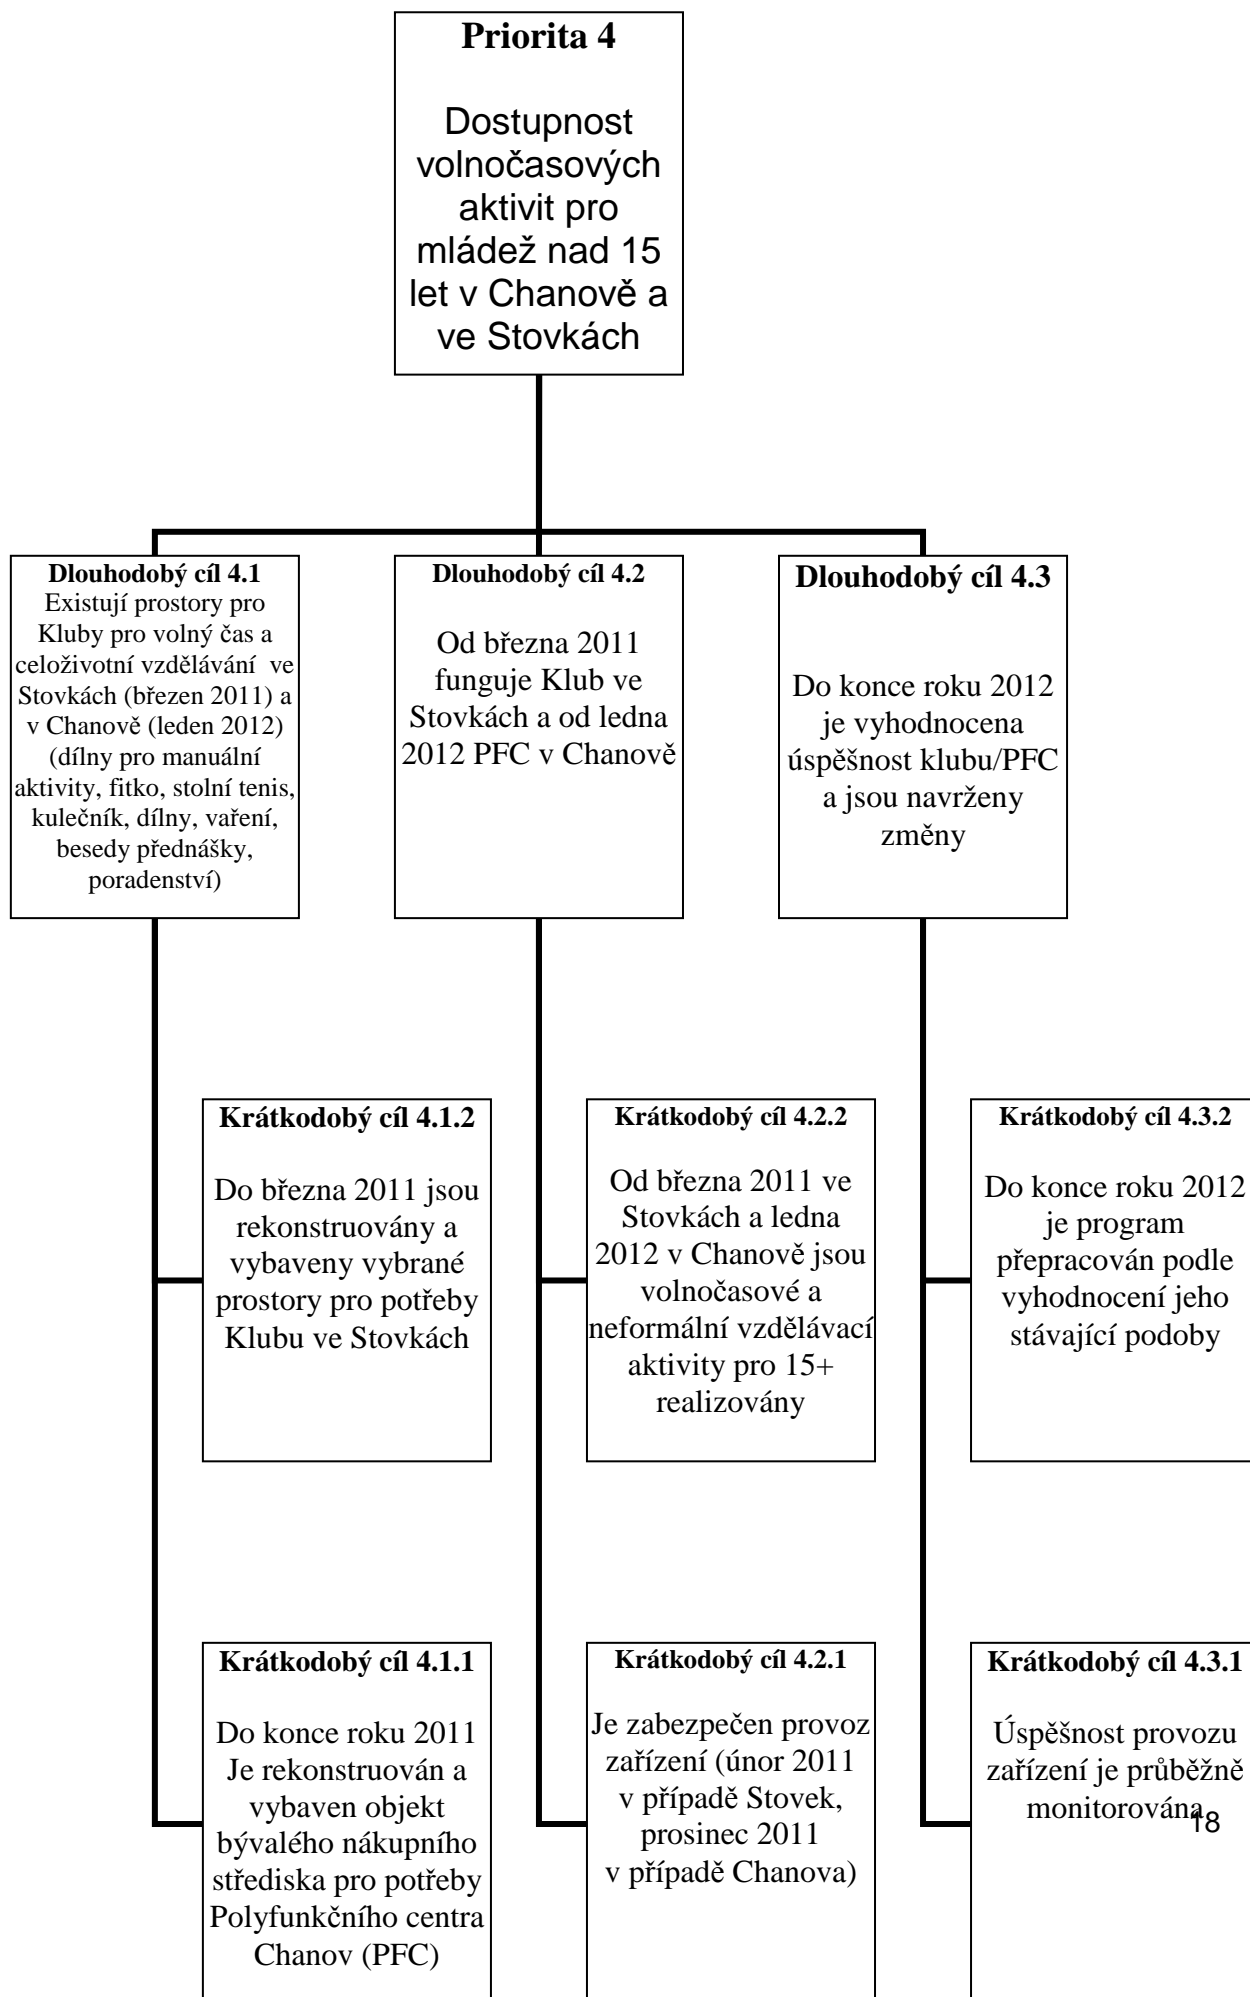 Priorita 4
Dostupnost
volnočasových
aktivit pro
mládež nad 15
let v Chanově a
ve Stovkách
Dlouhodobý cíl 4.1
Existují prostory pro
Kluby pro volný čas a
celoživotní vzdělávání ve
Stovkách (březen 2011) a
v Chanově (leden 2012)
(dílny pro manuální
aktivity, fitko, stolní tenis,
kulečník, dílny, vaření,
besedy přednášky,
poradenství)
Dlouhodobý cíl 4.2
Od března 2011
funguje Klub ve
Stovkách a od ledna
2012 PFC v Chanově
Dlouhodobý cíl 4.3
Do konce roku 2012
je vyhodnocena
úspěšnost klubu/PFC
a jsou navrženy
změny
Krátkodobý cíl 4.1.2
Do března 2011 jsou
rekonstruovány a
vybaveny vybrané
prostory pro potřeby
Klubu ve Stovkách
Krátkodobý cíl 4.2.2
Od března 2011 ve
Stovkách a ledna
2012 v Chanově jsou
volnočasové a
neformální vzdělávací
aktivity pro 15+
realizovány
Krátkodobý cíl 4.3.2
Do konce roku 2012
je program
přepracován podle
vyhodnocení jeho
stávající podoby
Krátkodobý cíl 4.1.1
Do konce roku 2011
Je rekonstruován a
vybaven objekt
bývalého nákupního
střediska pro potřeby
Polyfunkčního centra
Chanov (PFC)
Krátkodobý cíl 4.2.1
Je zabezpečen provoz
zařízení (únor 2011
v případě Stovek,
prosinec 2011
v případě Chanova)
Krátkodobý cíl 4.3.1
Úspěšnost provozu
zařízení je průběžně
monitorována
18